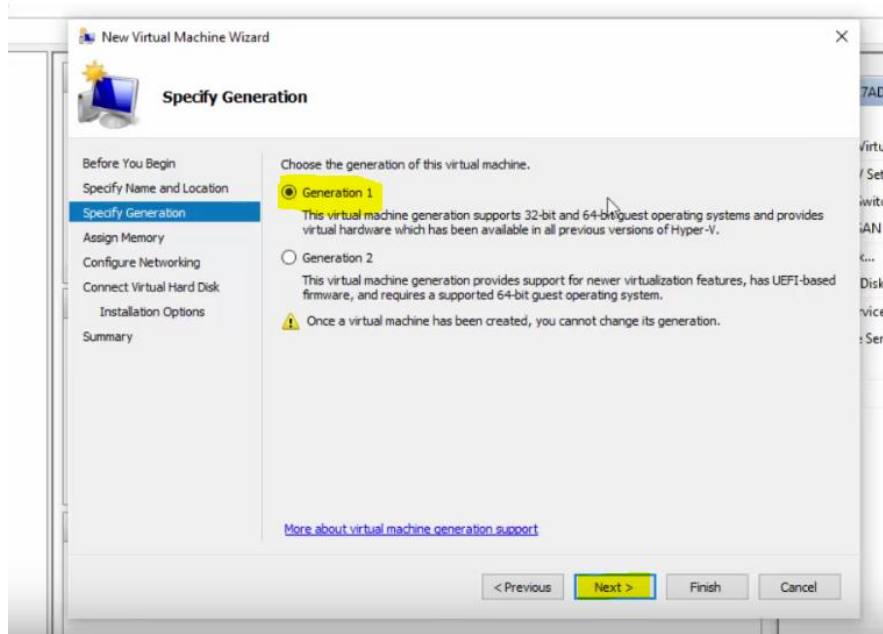 New Virtual Machine Wizard
Specify Generation
Before You Begin
Specify Name and Location
Specify Generation
Assign Memory
Configure Networking
Connect Virtual Hard Disk
Installation Options
Summary
Choose the generation of this virtual machine.
Generation 1
This virtual machine generation supports 32-bit and 64-bit guest operating systems and provides
virtual hardware which has been available in all previous versions of Hyper-V.
Generation 2
This virtual machine generation provides support for newer virtualization features, has UEFI-based
firmware, and requires a supported 64-bit guest operating system.
Once a virtual machine has been created, you cannot change its generation.
More about virtual machine generation support
< Previous
Next >
Finish
Cancel